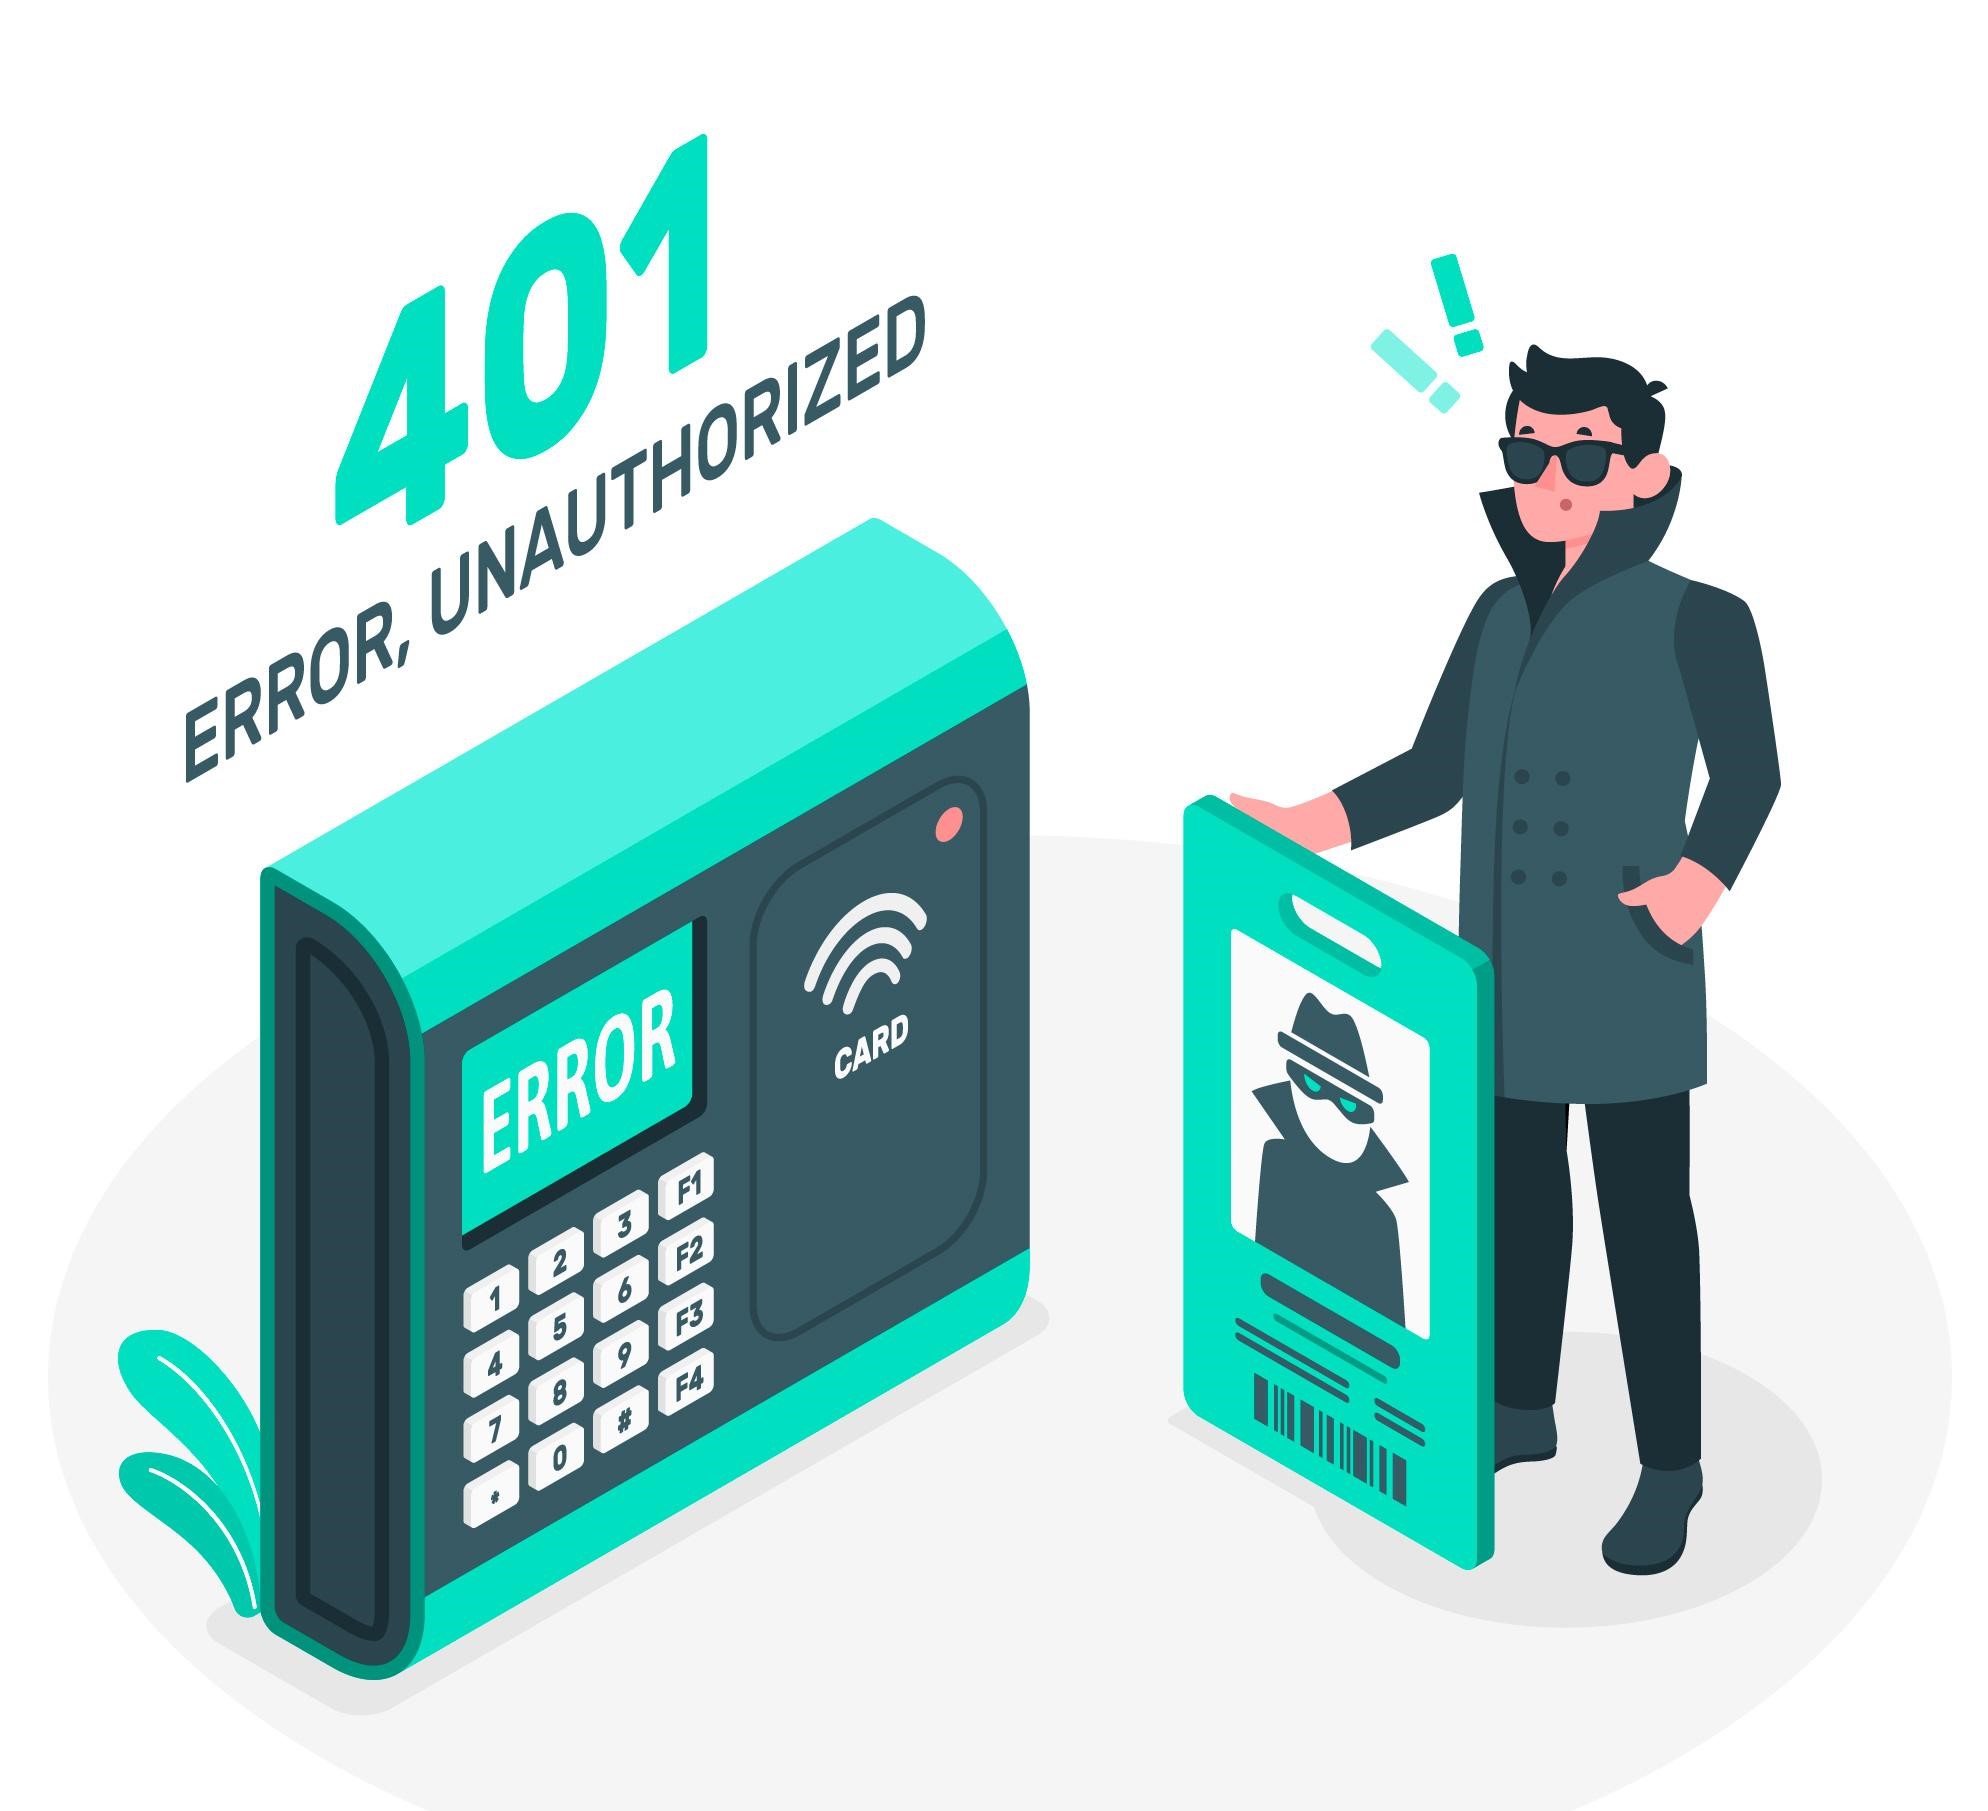 401
ERROR, UNAUTHORIZED
ERROR
CARD
1 2 3 F1
4 5 6 F2
7 8 9 F3
* 0 # F4